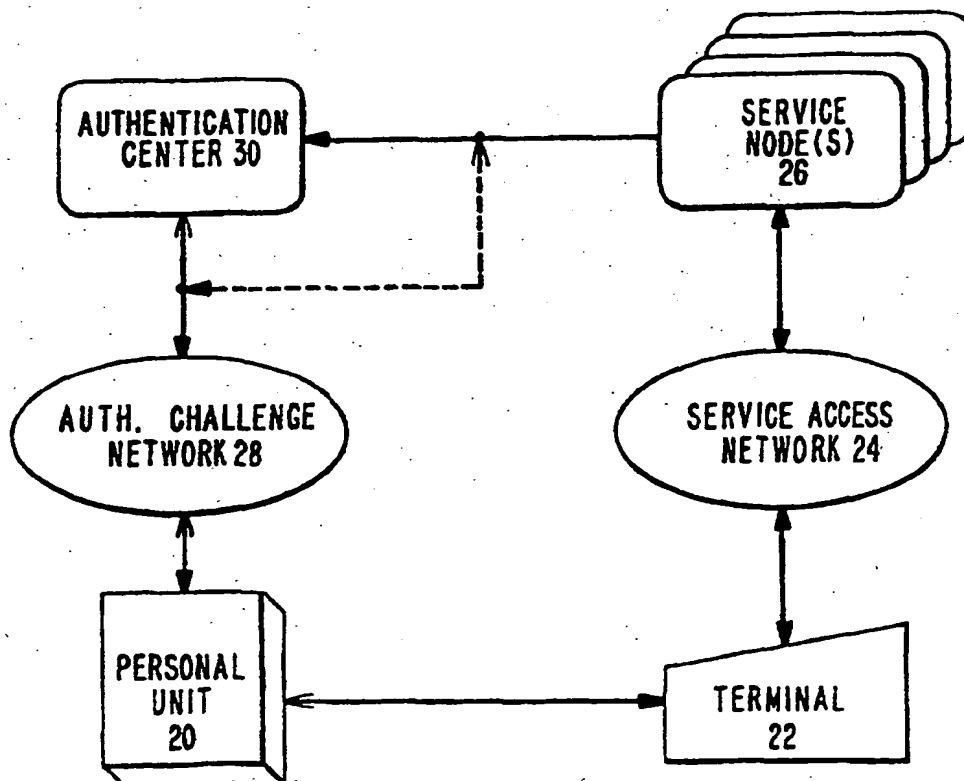 AUTHENTICATION
CENTER 30
SERVICE
NODE(S)
26
AUTH. CHALLENGE
NETWORK 28
SERVICE ACCESS
NETWORK 24
PERSONAL
UNIT
20
TERMINAL
22